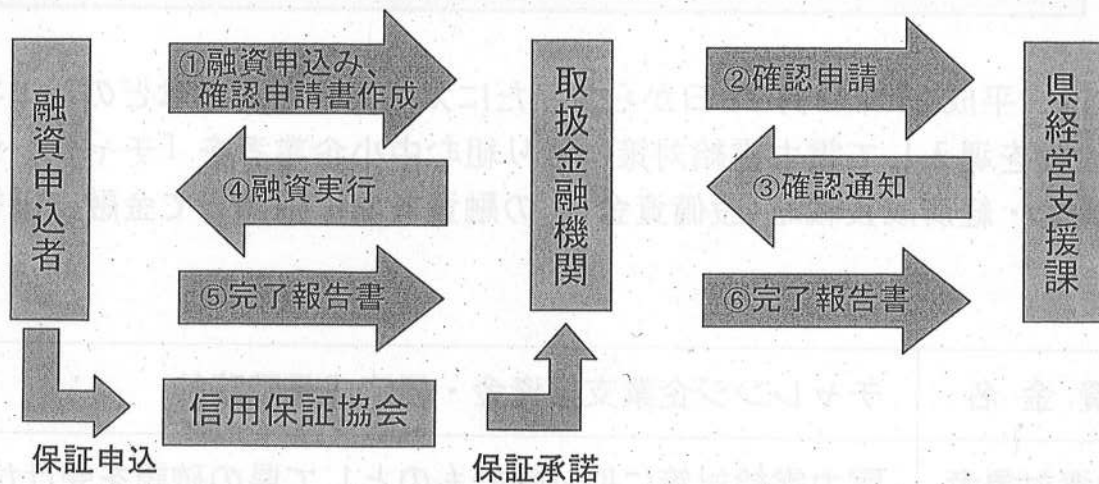 融資申込者
①融資申込み、
確認申請書作成
取扱金融機関
②確認申請
県経営支援課
④融資実行
③確認通知
⑤完了報告書
⑥完了報告書
信用保証協会
保証申込
保証承諾